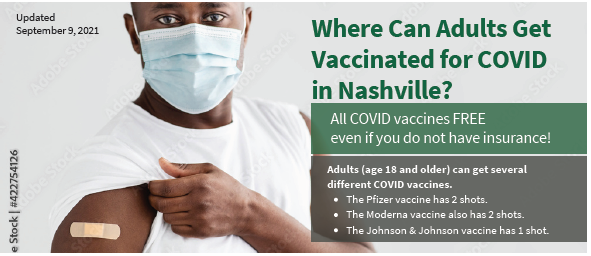 Updated
September 9, 2021
Where Can Adults Get
Vaccinated for COVID
in Nashville?
All COVID vaccines FREE
even if you do not have insurance!
Adults (age 18 and older) can get several
different COVID vaccines.
• The Pfizer vaccine has 2 shots.
• The Moderna vaccine also has 2 shots.
• The Johnson & Johnson vaccine has 1 shot.
e Stock | #422754126